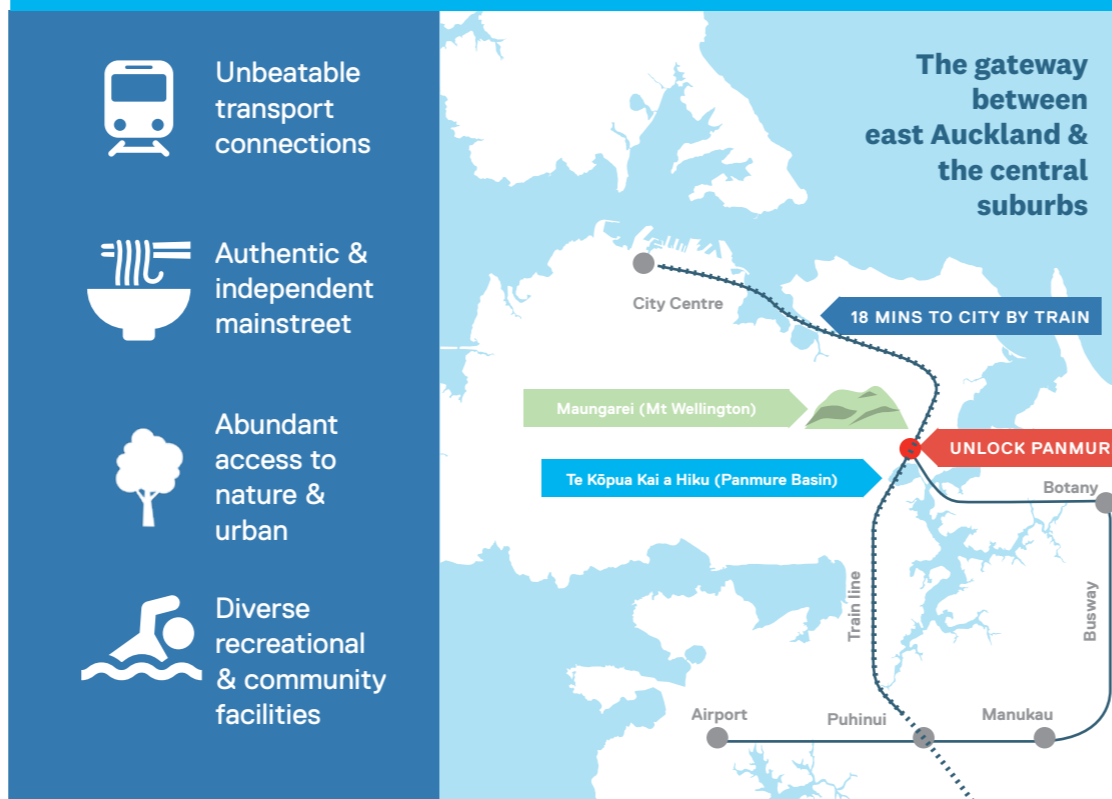 Unbeatable
transport
connections
Authentic &
independent
mainstreet
Abundant
access to
nature &
urban
Diverse
recreational
& community
facilities
The gateway
between
east Auckland &
the central
suburbs
City Centre
18 MINS TO CITY BY TRAIN
Maungarei (Mt Wellington)
UNLOCK PANMUR
Te Kōpua Kai a Hiku (Panmure Basin)
Botany
Train line
Busway
Airport
Puhinui
Manukau